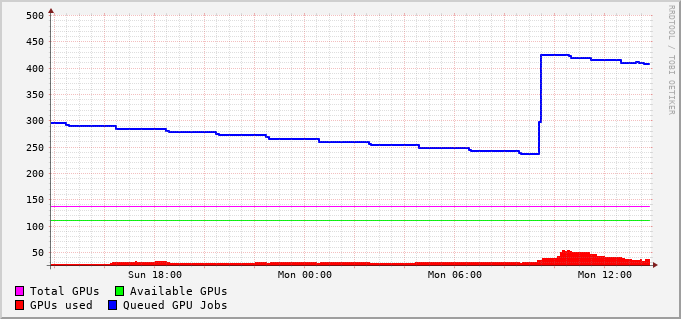 500
450
400
350
300
250
200
150
100
50
Sun 18:00 Mon 00:00 Mon 06:00 Mon 12:00
Total GPUs Available GPUs
GPUs used Queued GPU Jobs
RRDTOOL / TOBI OETIKER